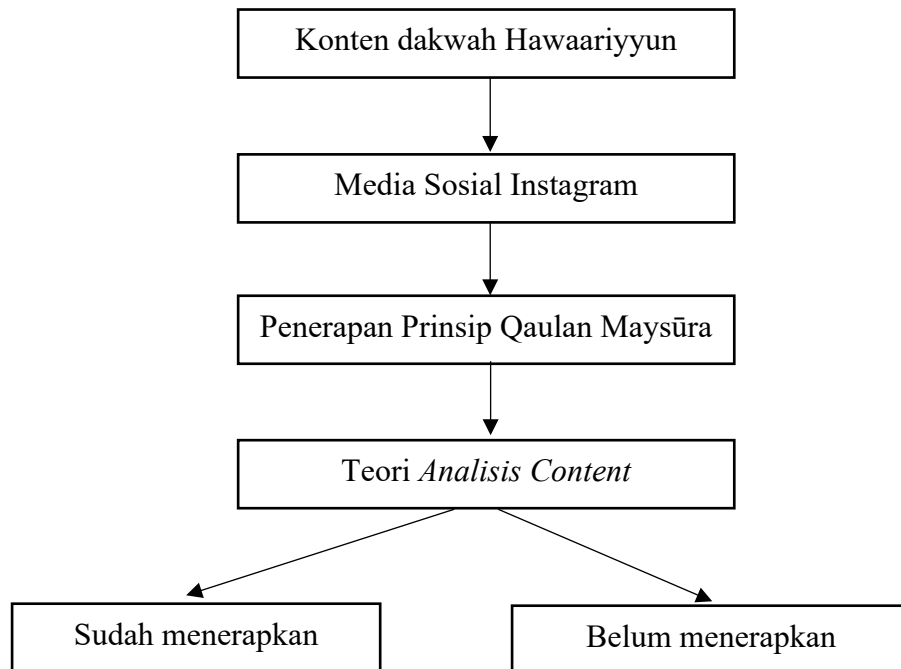 Konten dakwah Hawaariyyun
Media Sosial Instagram
Penerapan Prinsip Qaulan Maysūra
Teori Analisis Content
Sudah menerapkan
Belum menerapkan